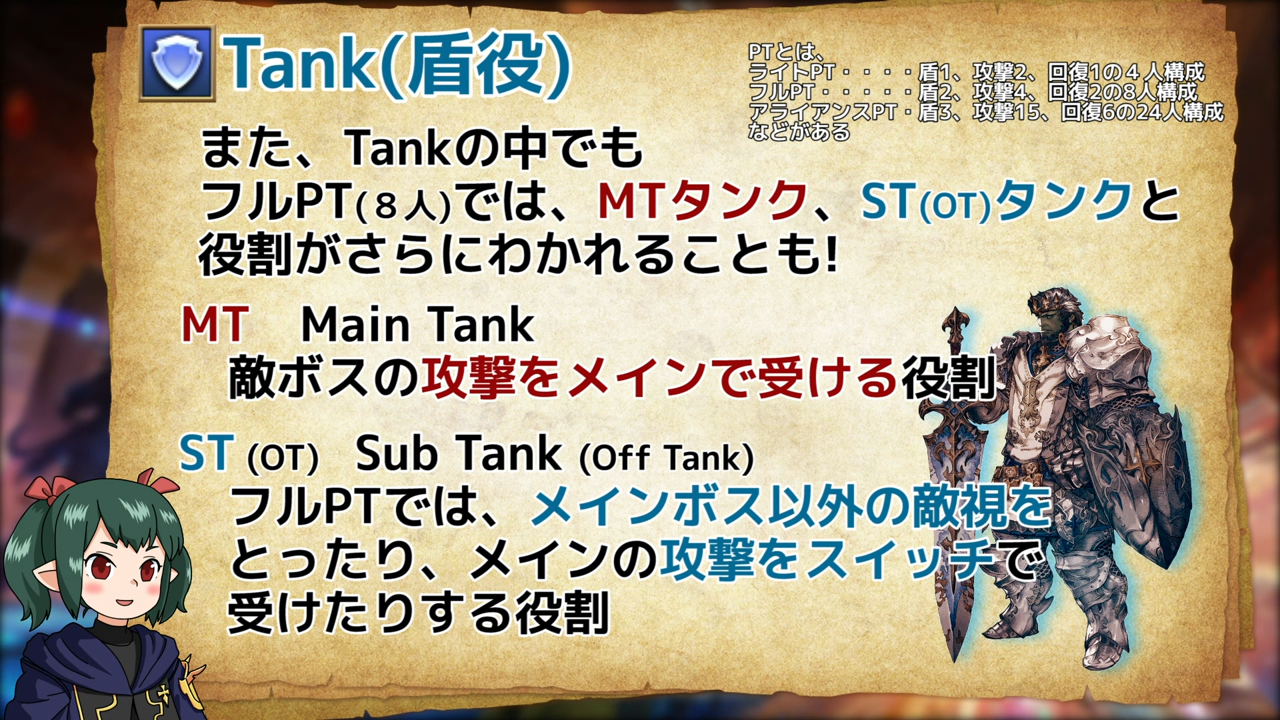 Tank(盾役)
PTとは、
ライトPT・・・・盾1、攻撃2、回復1の４人構成
フルPT・・・・・盾2、攻撃4、回復2の8人構成
アライアンスPT・盾3、攻撃15、回復6の24人構成
などがある
また、Tankの中でも
フルPT(８人)では、MTタンク、ST(OT)タンクと
役割がさらにわかれることも!
MT　Main Tank
敵ボスの攻撃をメインで受ける役割
ST (OT)　Sub Tank (Off Tank)
フルPTでは、メインボス以外の敵視を
とったり、メインの攻撃をスイッチで
受けたりする役割